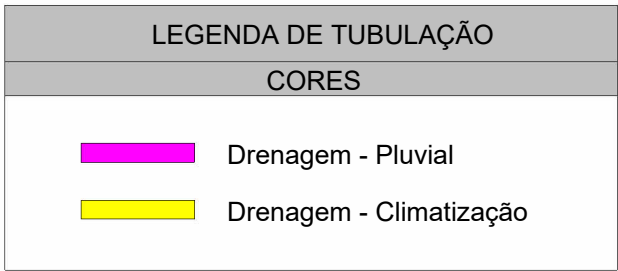 LEGENDA DE TUBULAÇÃO
CORES
Drenagem - Pluvial
Drenagem - Climatização